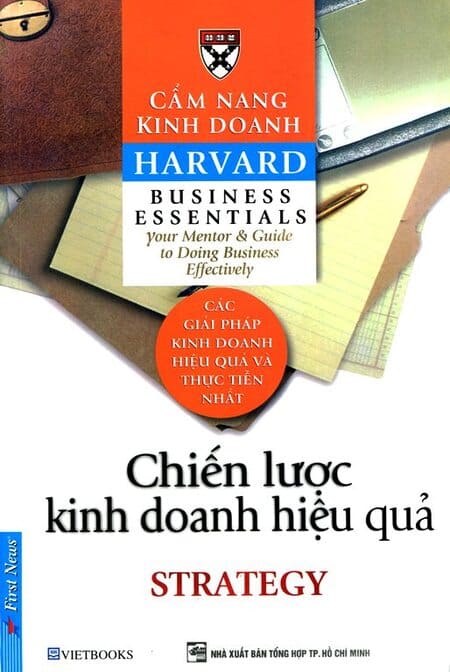 CẨM NANG
KINH DOANH
HARVARD
BUSINESS
ESSENTIALS
your Mentor & Guide
to Doing Business
Effectively
CÁC
GIẢI PHÁP
KINH DOANH
HIỆU QUẢ VÀ
THỰC TIỄN
NHẤT
Chiến lược
kinh doanh hiệu quả
STRATEGY
First News
VIETBOOKS
NHÀ XUẤT BẢN TỔNG HỢP TP. HỒ CHÍ MINH